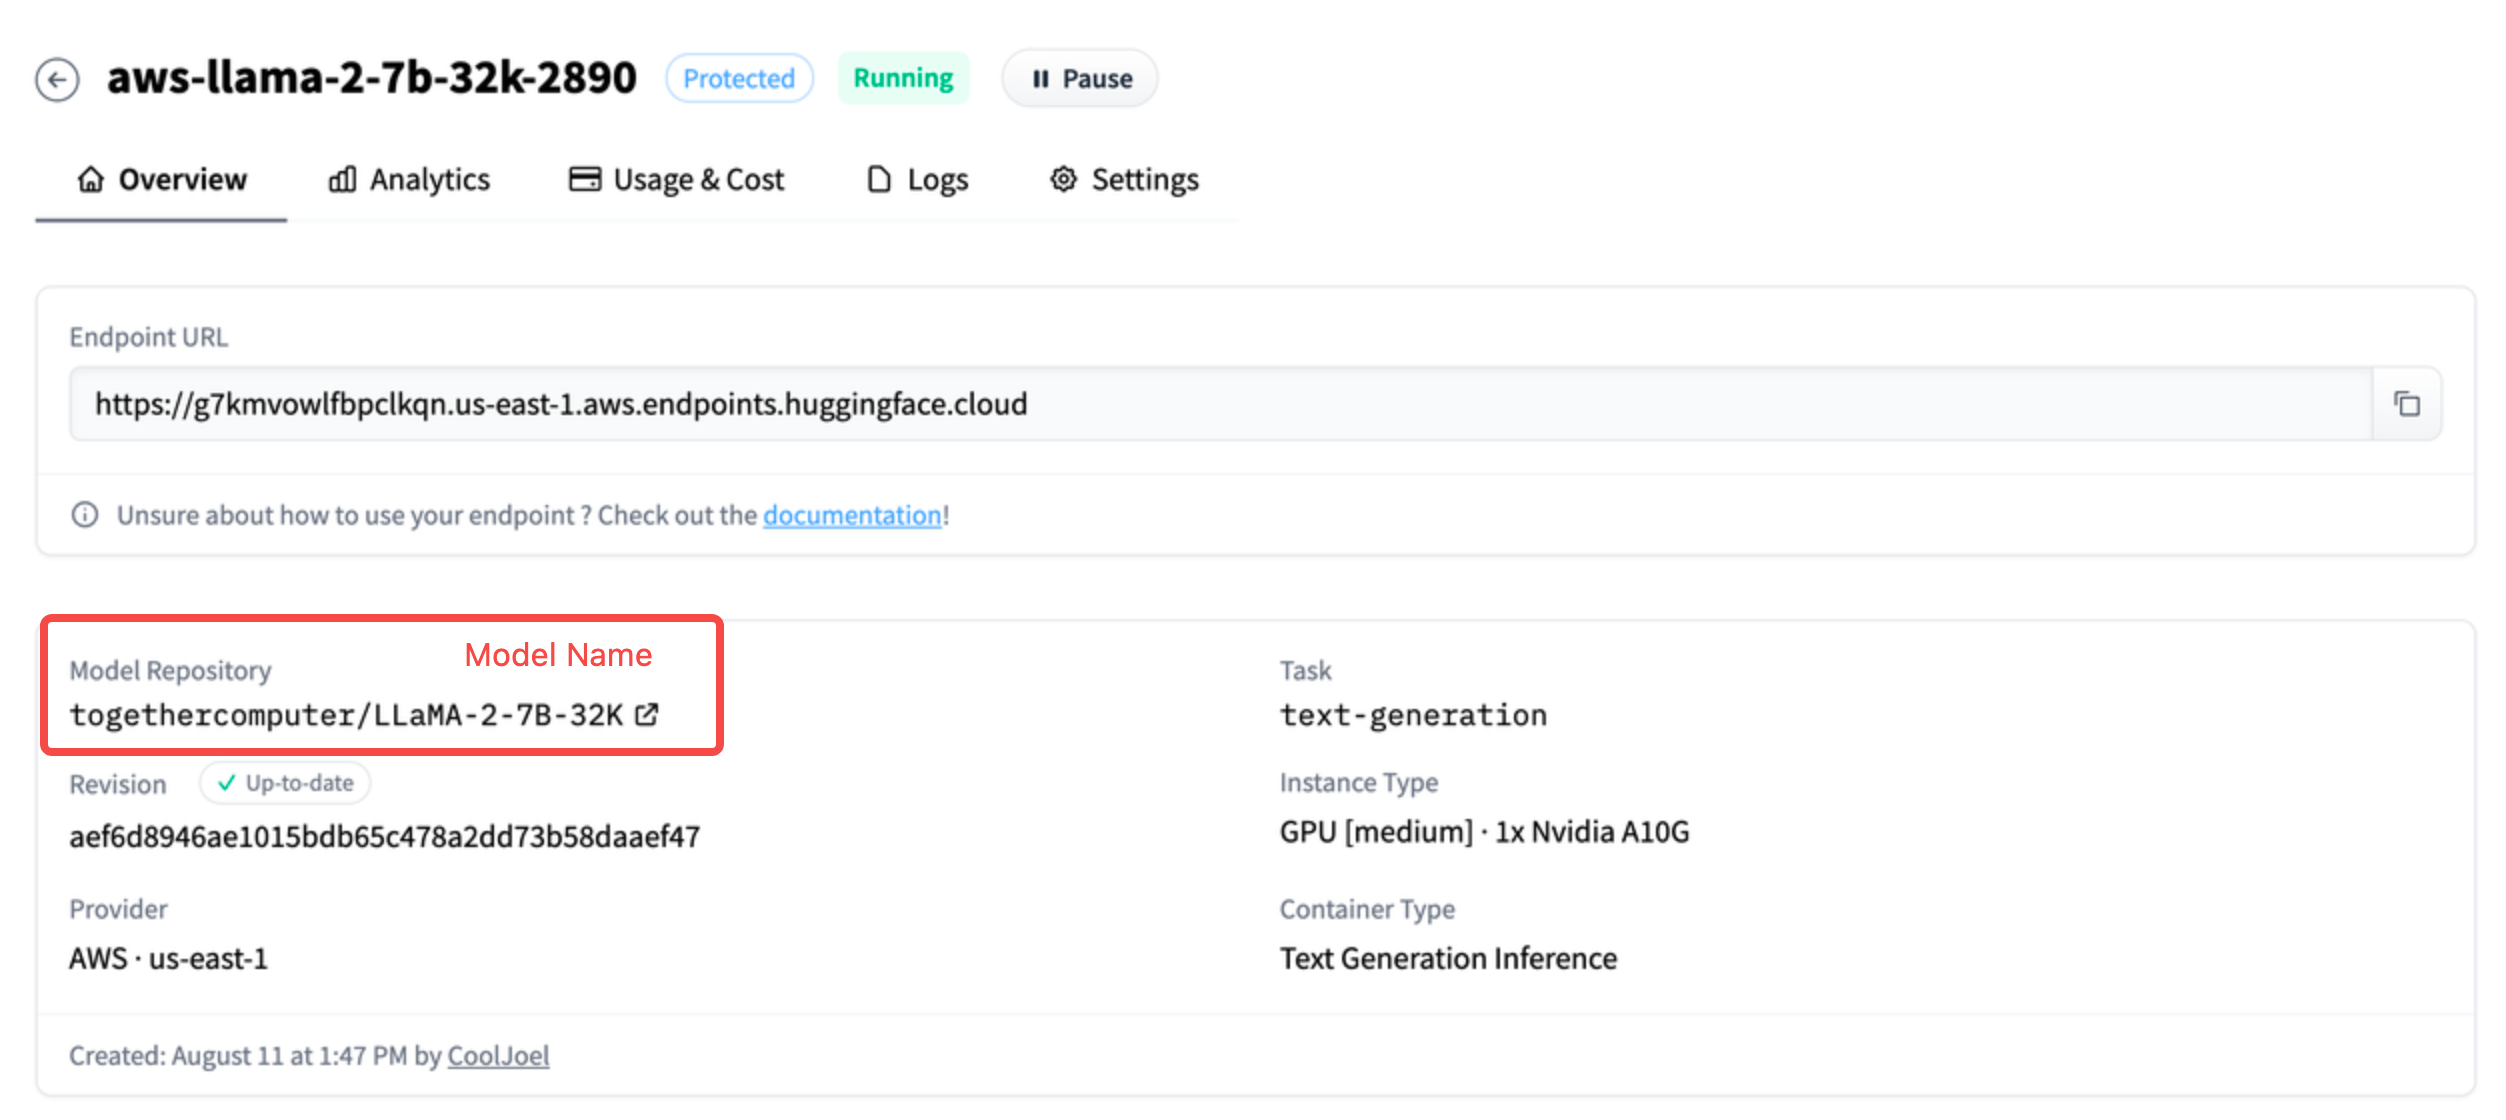 aws-llama-2-7b-32k-2890 Protected Running Pause
Overview Analytics Usage & Cost Logs Settings
Endpoint URL
https://g7kmvowlfbpclkqn.us-east-1.aws.endpoints.huggingface.cloud
Unsure about how to use your endpoint ? Check out the documentation!
Model Name
Model Repository
togethercomputer/LLaMA-2-7B-32K
Task
text-generation
Revision Up-to-date
aef6d8946ae1015bdb65c478a2dd73b58daaef47
Instance Type
GPU [medium] · 1x Nvidia A10G
Provider
AWS · us-east-1
Container Type
Text Generation Inference
Created: August 11 at 1:47 PM by CoolJoel